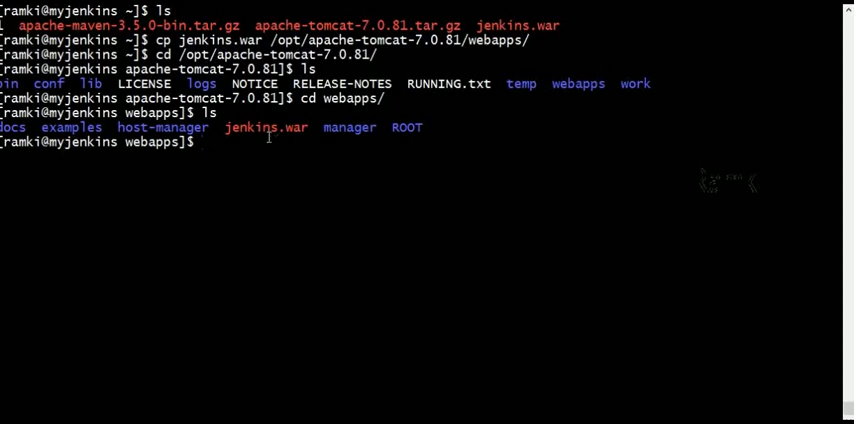 [ramki@myjenkins ~]$ ls
apache-maven-3.5.0-bin.tar.gz apache-tomcat-7.0.81.tar.gz jenkins.war
[ramki@myjenkins ~]$ cp jenkins.war /opt/apache-tomcat-7.0.81/webapps/
[ramki@myjenkins ~]$ cd /opt/apache-tomcat-7.0.81/
[ramki@myjenkins apache-tomcat-7.0.81]$ ls
bin conf lib LICENSE logs NOTICE RELEASE-NOTES RUNNING.txt temp webapps work
[ramki@myjenkins apache-tomcat-7.0.81]$ cd webapps/
[ramki@myjenkins webapps]$ ls
docs examples host-manager jenkins.war manager ROOT
[ramki@myjenkins webapps]$